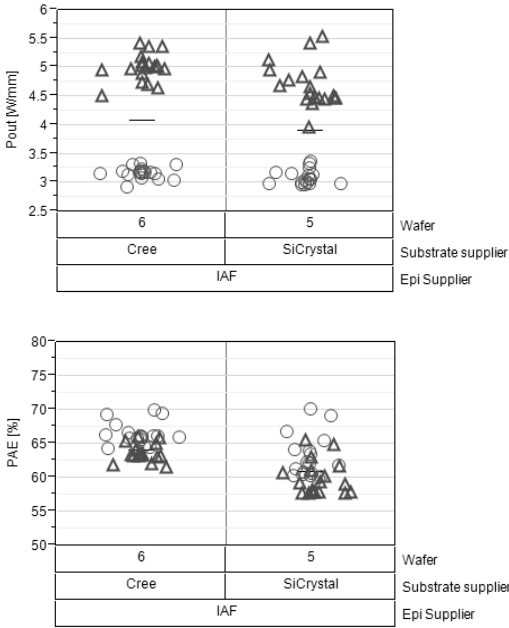 Pout [W/mm]
6
5.5
5
4.5
4
3.5
3
2.5
6 5 Wafer
Cree SiCrystal Substrate supplier
IAF Epi Supplier
PAE [%]
80
75
70
65
60
55
50
6 5 Wafer
Cree SiCrystal Substrate supplier
IAF Epi Supplier